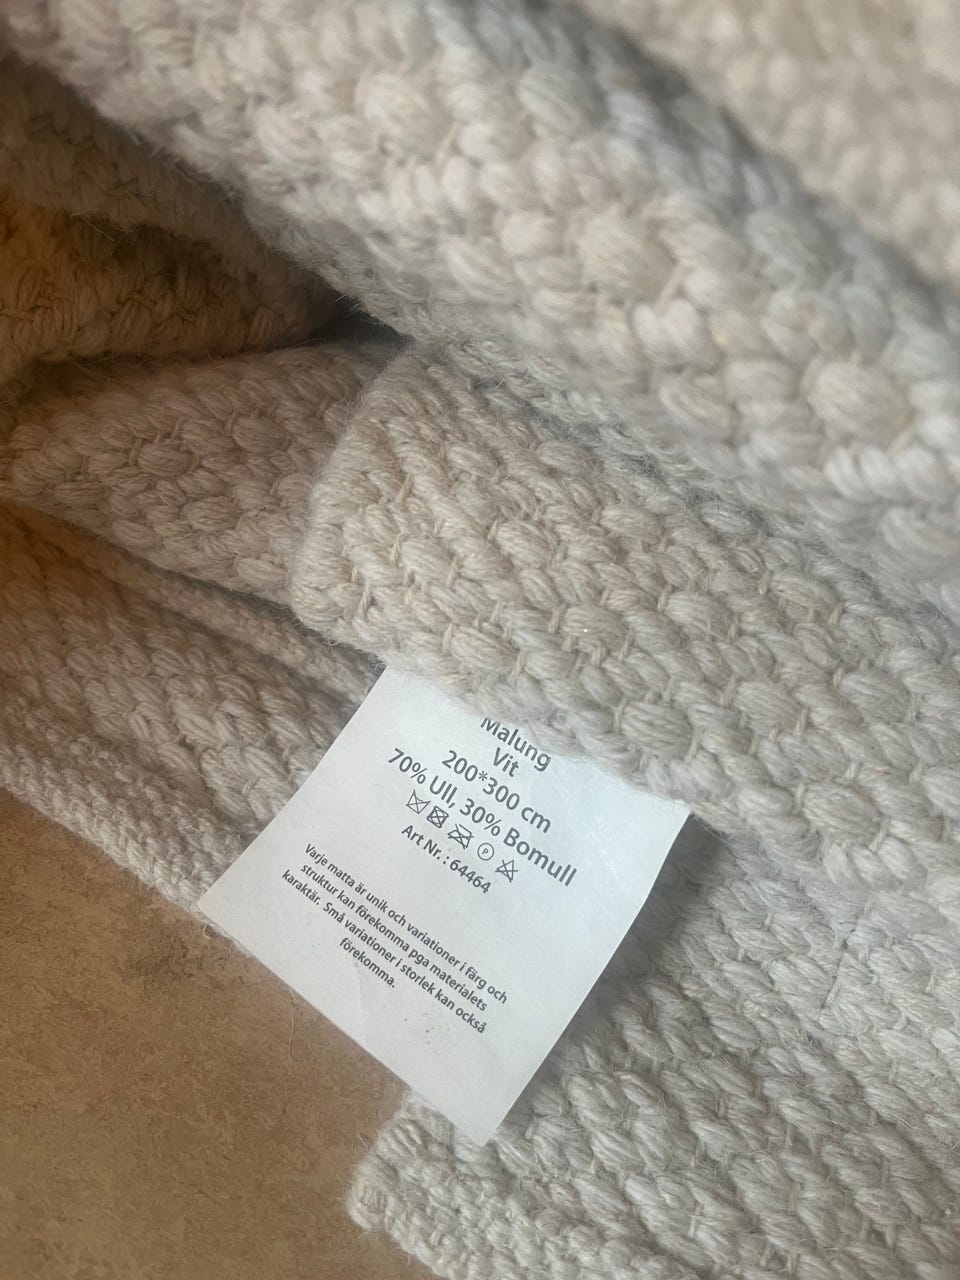 Malung
Vit
200*300 cm
70% Ull, 30% Bomull
P
Art Nr. : 64464
Varje matta är unik och variationer i färg och
struktur kan förekomma pga materialets
karaktär. Små variationer i storlek kan också
förekomma.